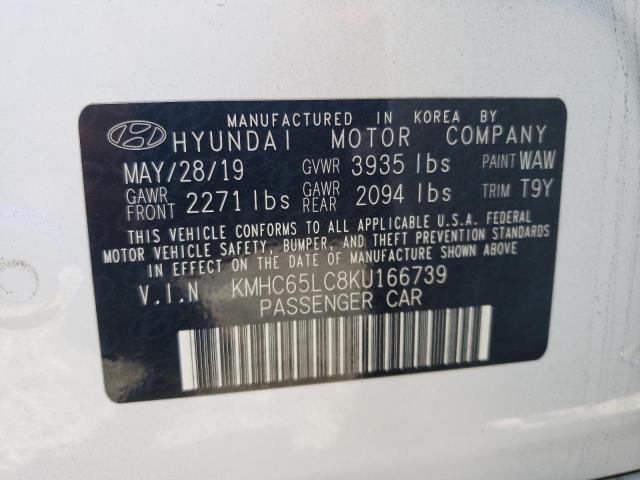 MANUFACTURED IN KOREA BY
HYUNDAI MOTOR COMPANY
MAY/28/19 GVWR 3935 lbs PAINT WAW
GAWR FRONT 2271 lbs GAWR REAR 2094 lbs TRIM T9Y
THIS VEHICLE CONFORMS TO ALL APPLICABLE U.S.A. FEDERAL
MOTOR VEHICLE SAFETY, BUMPER, AND THEFT PREVENTION
STANDARDS IN EFFECT ON THE DATE OF MANUFACTURE SHOWN ABOVE.
V.I.N KMHC65LC8KU166739
PASSENGER CAR